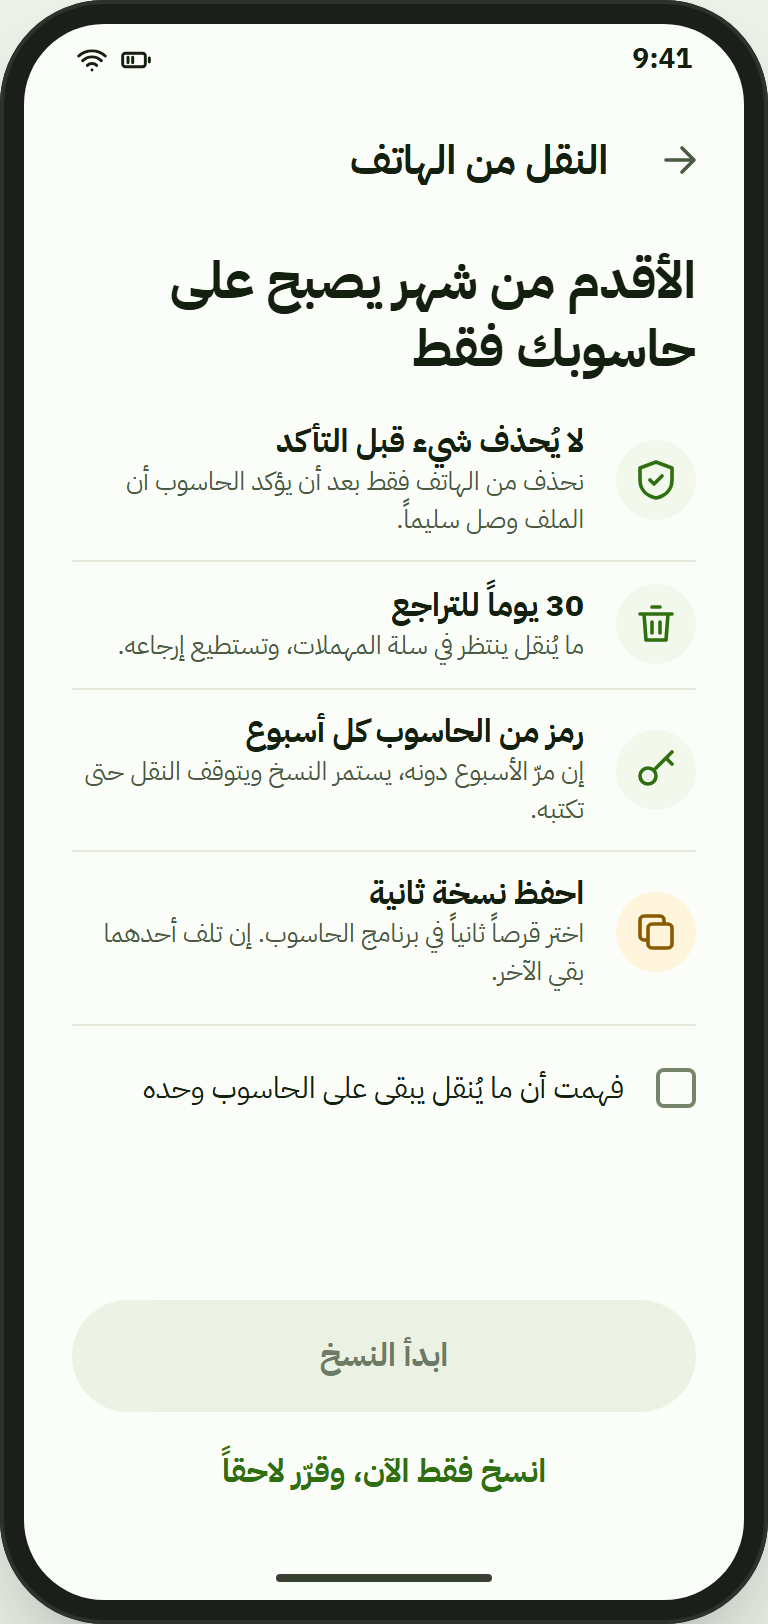 9:41
النقل من الهاتف
الأقدم من شهر يصبح على
حاسوبك فقط
لا يُحذف شيء قبل التأكد
نحذف من الهاتف فقط بعد أن يؤكد الحاسوب أن
الملف وصل سليماً.
30 يوماً للتراجع
ما يُنقل ينتظر في سلة المهملات، وتستطيع إرجاعه.
رمز من الحاسوب كل أسبوع
إن مرّ الأسبوع دونه، يستمر النسخ ويتوقف النقل حتى
تكتبه.
احفظ نسخة ثانية
اختر قرصاً ثانياً في برنامج الحاسوب. إن تلف أحدهما
بقي الآخر.
فهمت أن ما يُنقل يبقى على الحاسوب وحده
ابدأ النسخ
انسخ فقط الآن، وقرّر لاحقاً